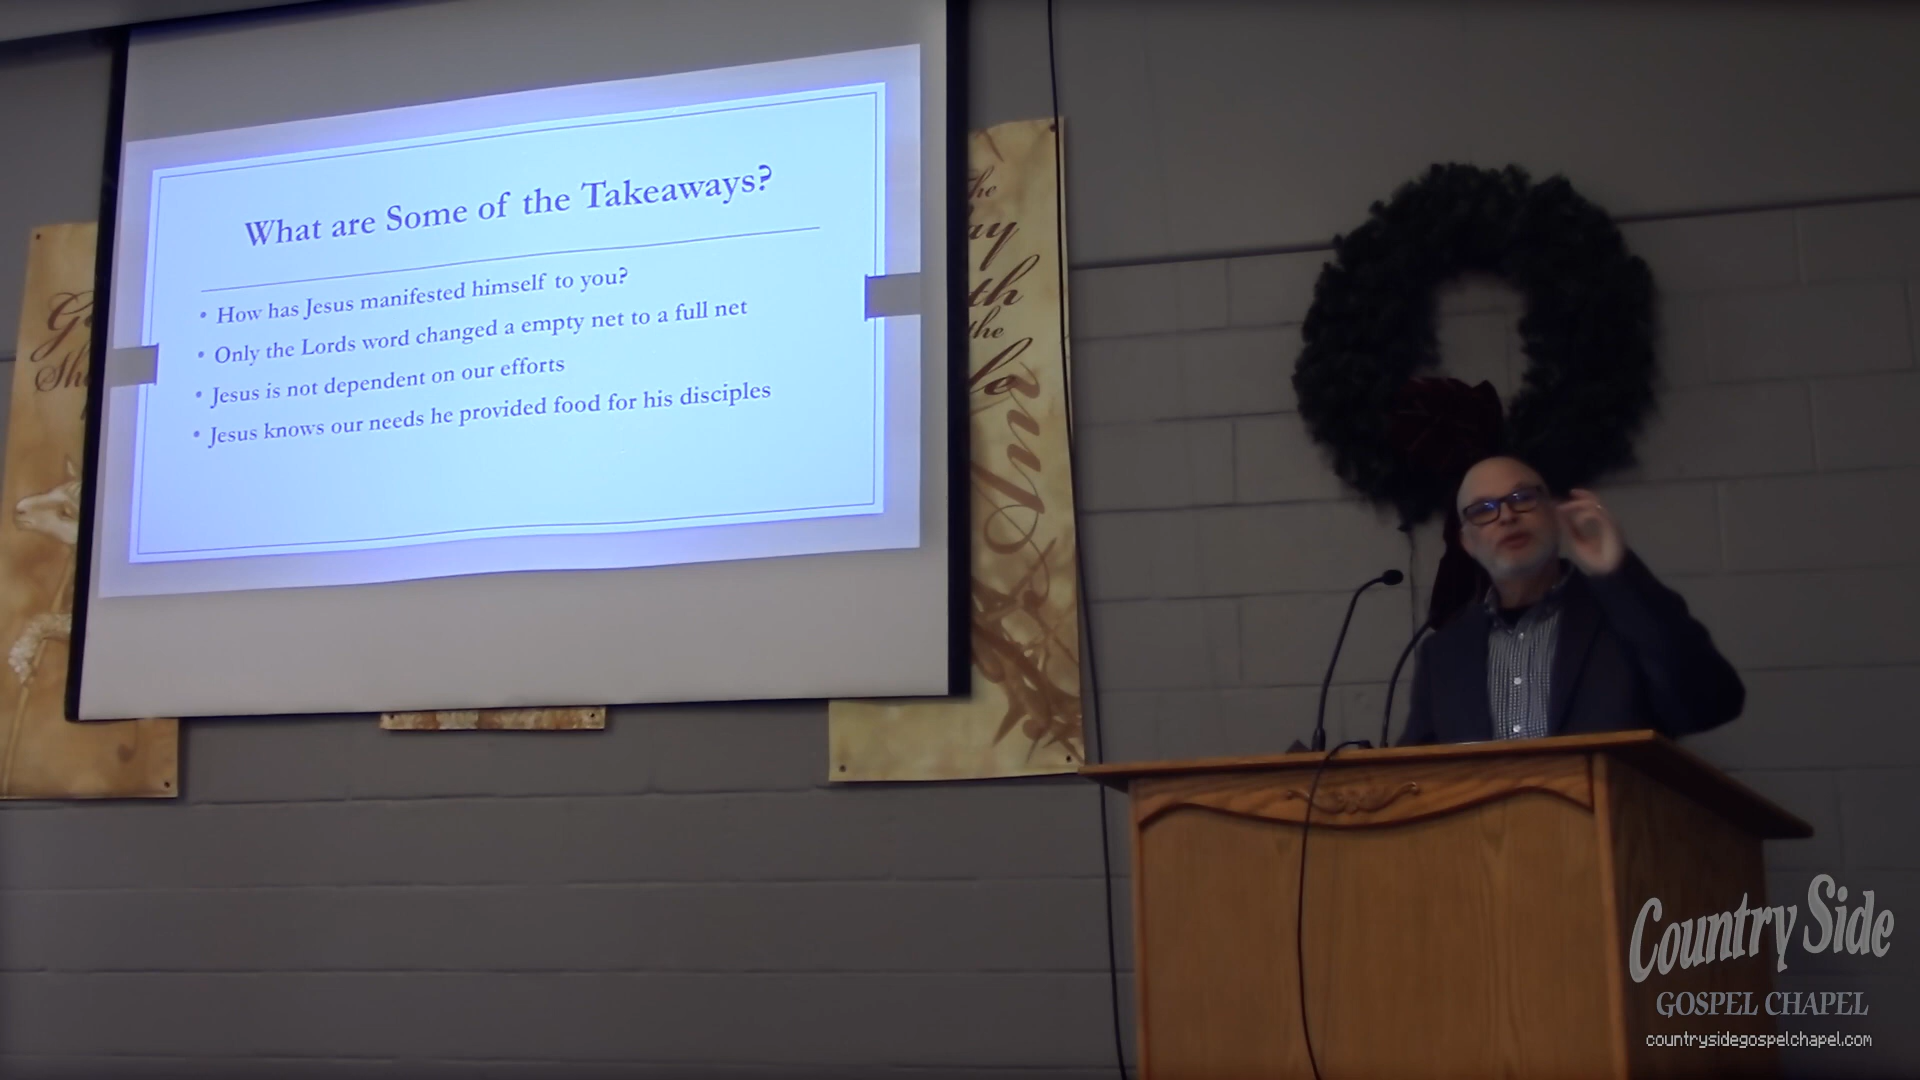 What are Some of the Takeaways?
• How has Jesus manifested himself to you?
• Only the Lords word changed a empty net to a full net
• Jesus is not dependent on our efforts
• Jesus knows our needs he provided food for his disciples
the
Country Side
GOSPEL CHAPEL
countrysidegospelchapel.com